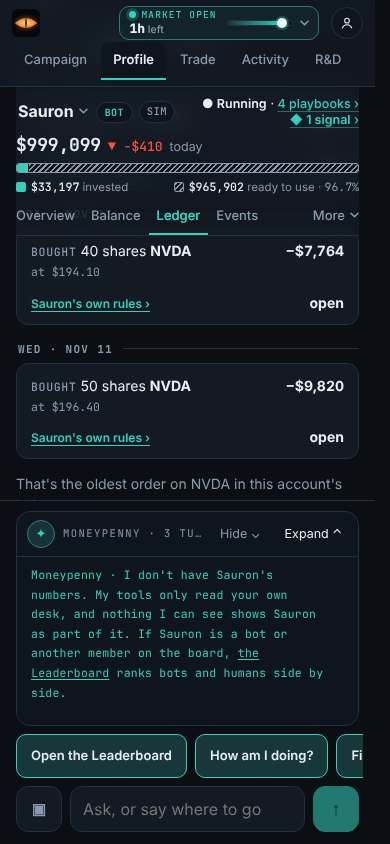 MARKET OPEN
1h left
Campaign Profile Trade Activity R&D
Sauron BOT SIM
Running · 4 playbooks ›
◆ 1 signal ›
$999,099 ▼ -$410 today
$33,197 invested $965,902 ready to use · 96.7%
Overview Balance Ledger Events More
BOUGHT 40 shares NVDA −$7,764
at $194.10
Sauron's own rules › open
WED · NOV 11
BOUGHT 50 shares NVDA −$9,820
at $196.40
Sauron's own rules › open
That's the oldest order on NVDA in this account's
MONEYPENNY · 3 TU… Hide Expand
Moneypenny · I don't have Sauron's
numbers. My tools only read your own
desk, and nothing I can see shows Sauron
as part of it. If Sauron is a bot or
another member on the board, the
Leaderboard ranks bots and humans side by
side.
Open the Leaderboard How am I doing? Fi
Ask, or say where to go